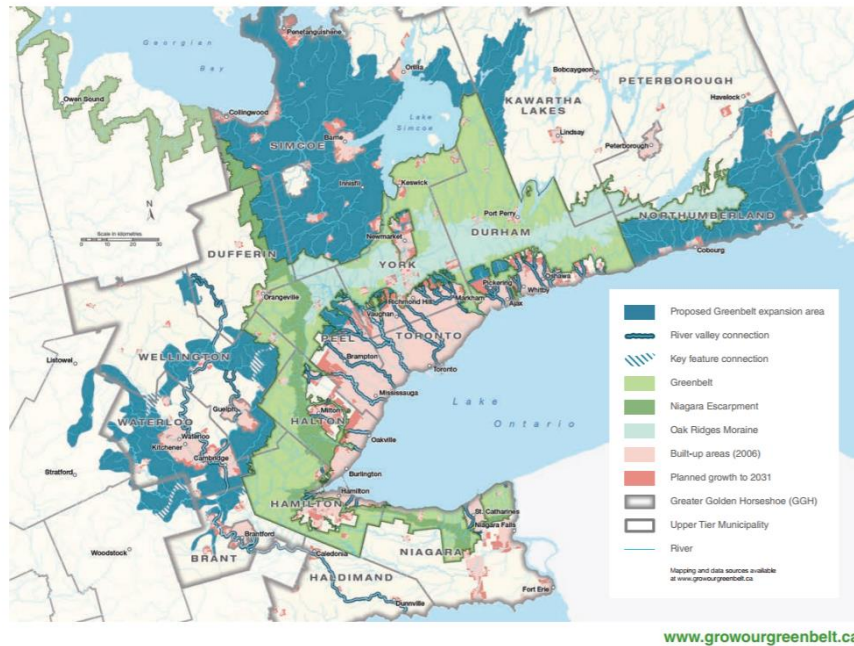 Georgian
Bay
Penetanguishene
Orillia
Bobcaygeon
PETERBOROUGH
Havelock
Owen Sound
Collingwood
KAWARTHA
LAKES
Lindsay
Peterborough
Lake
Simcoe
Barrie
SIMCOE
Innisfil
Keswick
N
Scale in kilometres
Port Perry
NORTHUMBERLAND
Newmarket
DURHAM
Cobourg
DUFFERIN
YORK
Orangeville
Oshawa
Pickering
Whitby
Richmond Hill
Markham
Ajax
Vaughan
PEEL
TORONTO
WELLINGTON
Brampton
Listowel
Toronto
Mississauga
Guelph
Milton
WATERLOO
HALTON
Lake
Ontario
Waterloo
Kitchener
Oakville
Cambridge
Stratford
Burlington
Hamilton
HAMILTON
St. Catharines
Niagara Falls
Brantford
Woodstock
BRANT
Caledonia
NIAGARA
HALDIMAND
Dunnville
Fort Erie
Proposed Greenbelt expansion area
River valley connection
Key feature connection
Greenbelt
Niagara Escarpment
Oak Ridges Moraine
Built-up areas (2006)
Planned growth to 2031
Greater Golden Horseshoe (GGH)
Upper Tier Municipality
River
Mapping and data sources available
at www.growourgreenbelt.ca
www.growourgreenbelt.ca